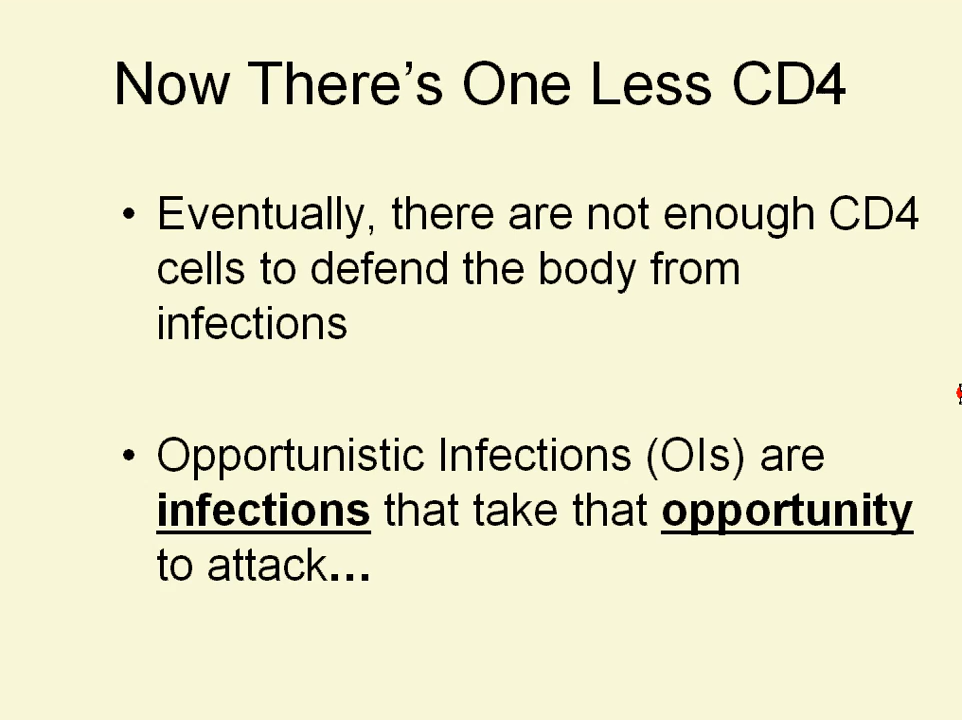 Now There’s One Less CD4
• Eventually, there are not enough CD4
cells to defend the body from
infections
• Opportunistic Infections (OIs) are
infections that take that opportunity
to attack…